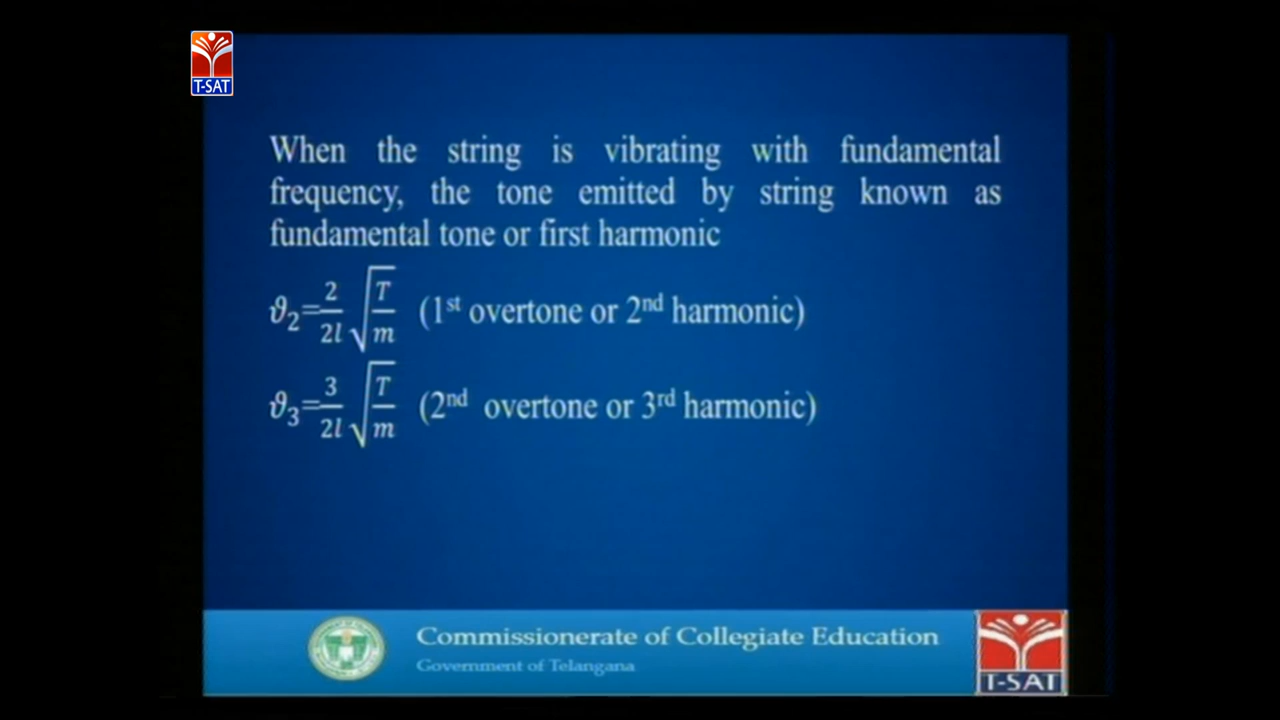 T-SAT
When the string is vibrating with fundamental
frequency, the tone emitted by string known as
fundamental tone or first harmonic
ϑ₂=2/2l √(T/m) (1st overtone or 2nd harmonic)
ϑ₃=3/2l √(T/m) (2nd overtone or 3rd harmonic)
Commissionerate of Collegiate Education
Government of Telangana
T-SAT